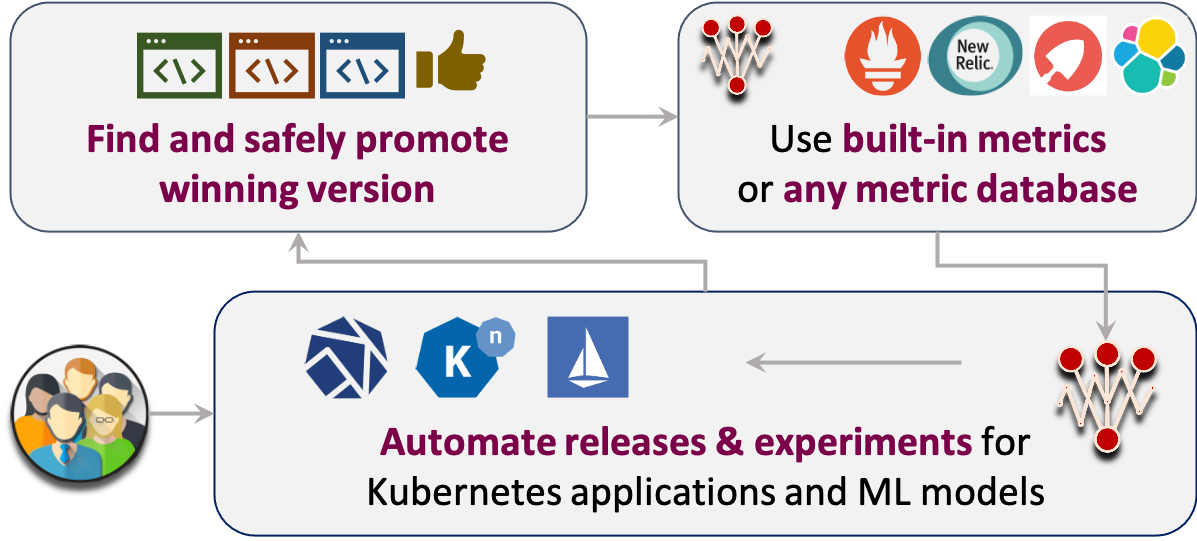 </>
</>
</>
Find and safely promote
winning version
New
Relic.
Use built-in metrics
or any metric database
K
n
Automate releases & experiments for
Kubernetes applications and ML models